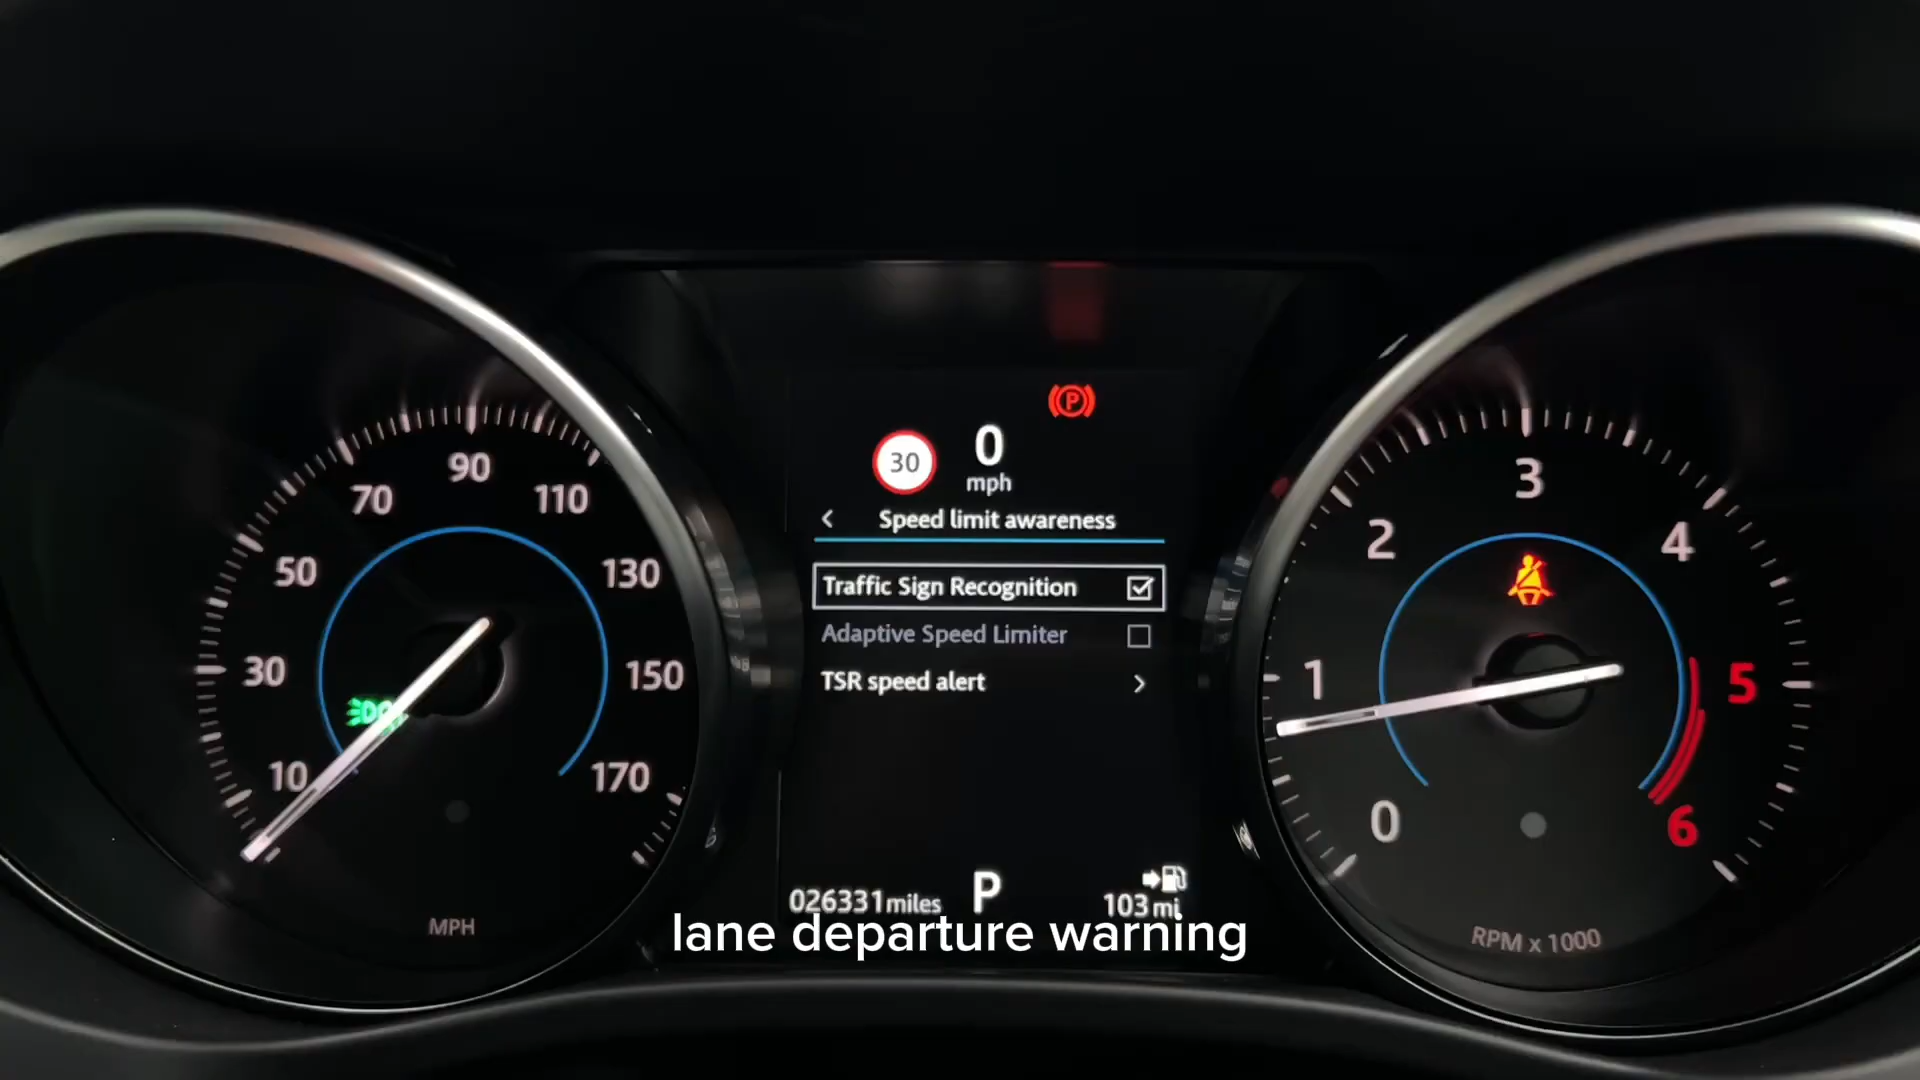 P
30
0
mph
Speed limit awareness
Traffic Sign Recognition
Adaptive Speed Limiter
TSR speed alert
026331miles
P
103mi
10
30
50
70
90
110
130
150
170
MPH
0
1
2
3
4
5
6
RPM x 1000
lane departure warning